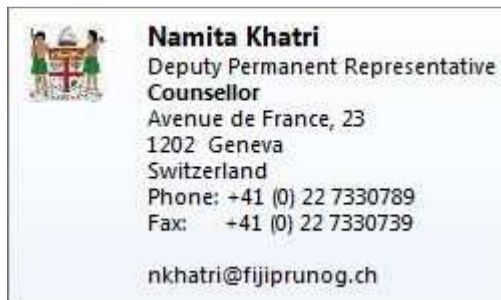 Namita Khatri
Deputy Permanent Representative
Counsellor
Avenue de France, 23
1202 Geneva
Switzerland
Phone: +41 (0) 22 7330789
Fax: +41 (0) 22 7330739
nkhatri@fijiprunog.ch